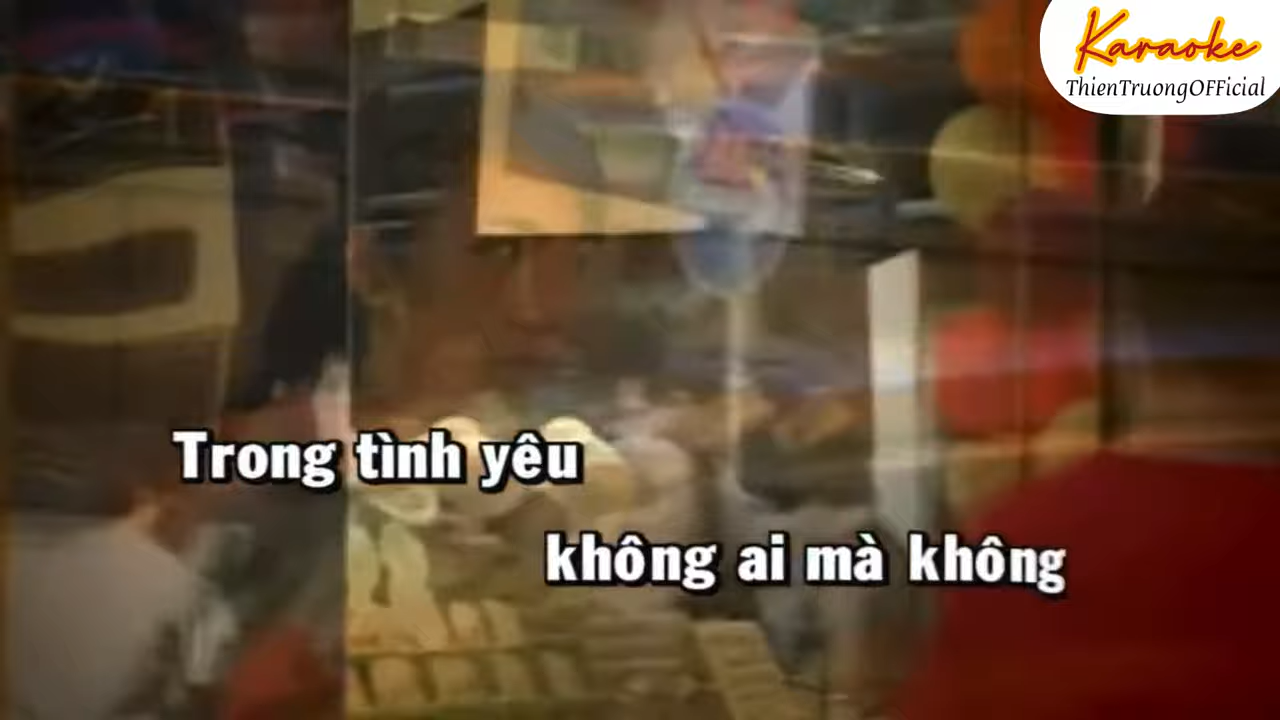 Karaoke
ThienTruongOFFicial
Trong tình yêu
không ai mà không